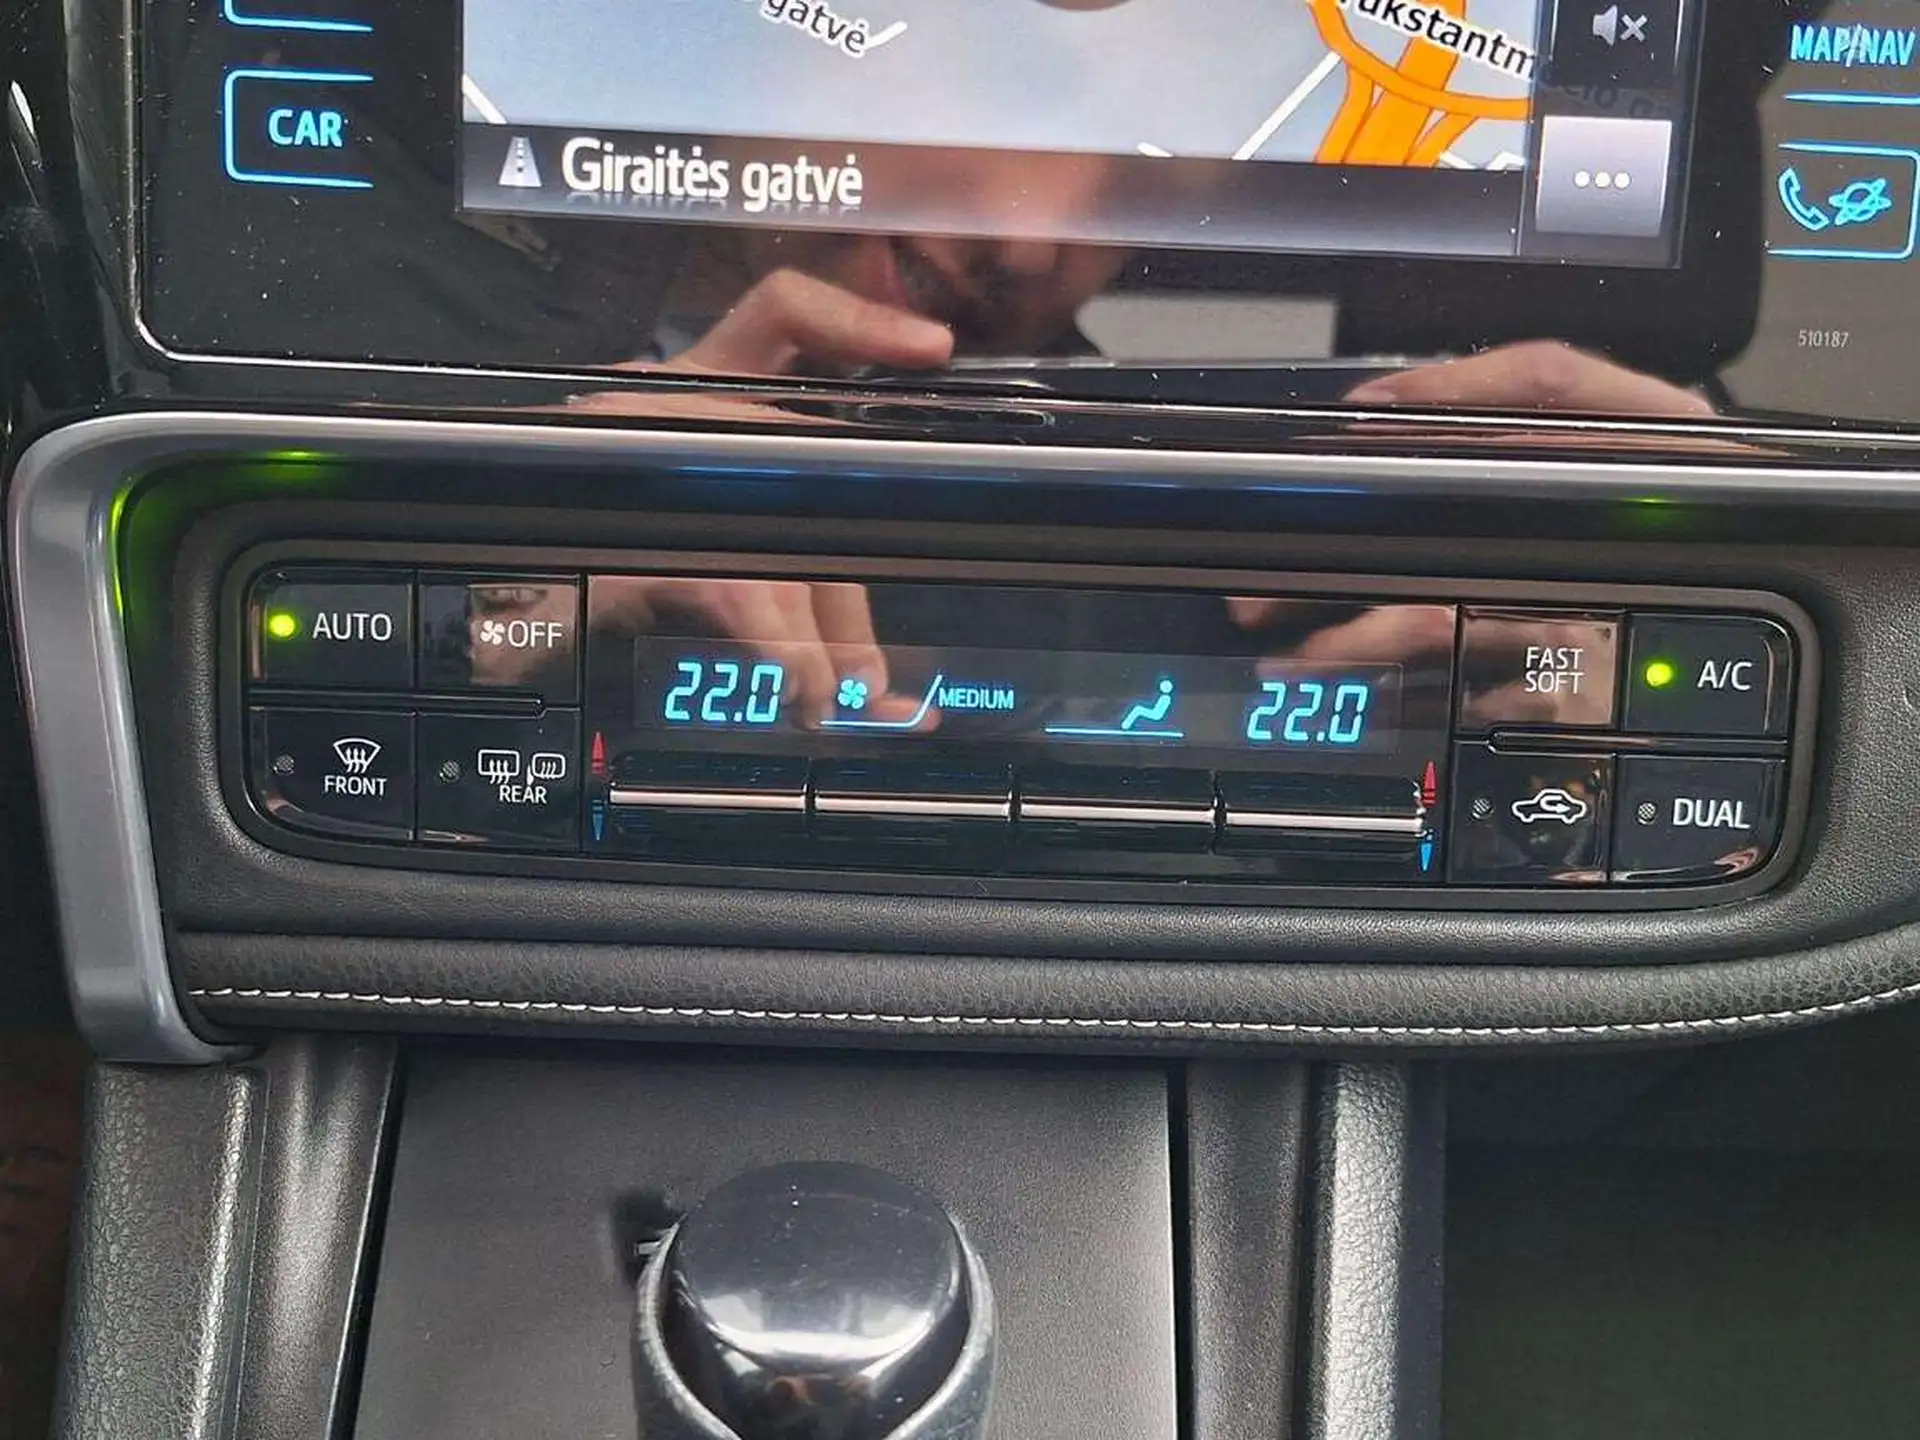 gatvė
MAP/NAV
CAR
Giraitės gatvė
510187
AUTO
OFF
22.0
MEDIUM
22.0
FAST
SOFT
A/C
FRONT
REAR
DUAL